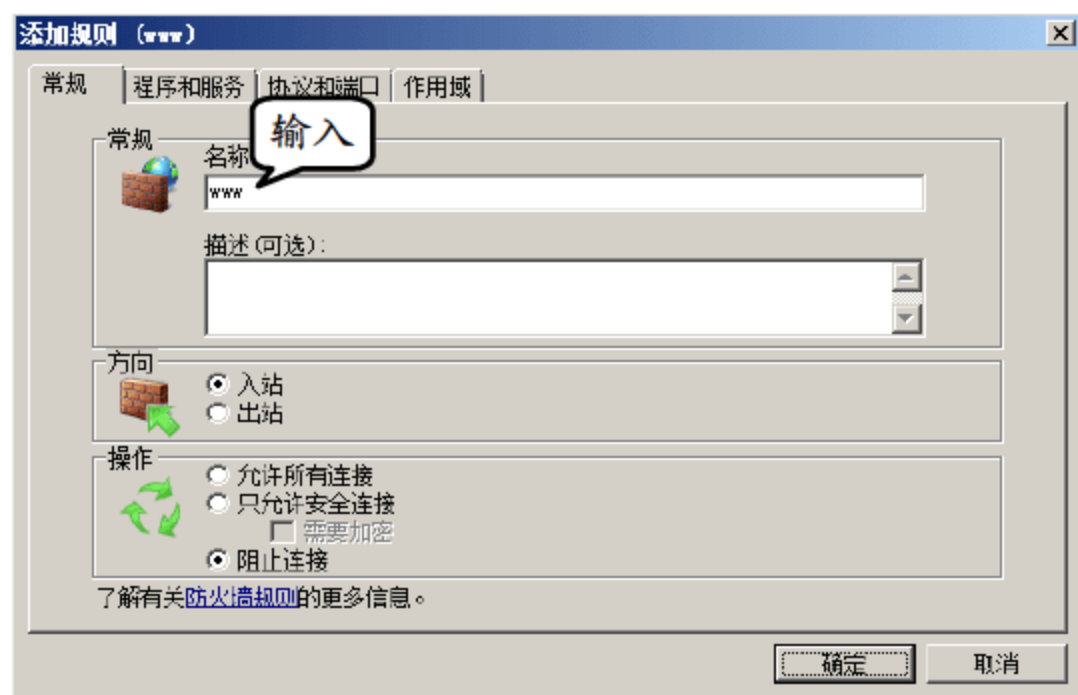 添加规则 (www)
常规 程序和服务 协议和端口 作用域
输入
常规
名称
www
描述(可选):
方向
入站
出站
操作
允许所有连接
只允许安全连接
需要加密
阻止连接
了解有关防火墙规则的更多信息。
确定 取消